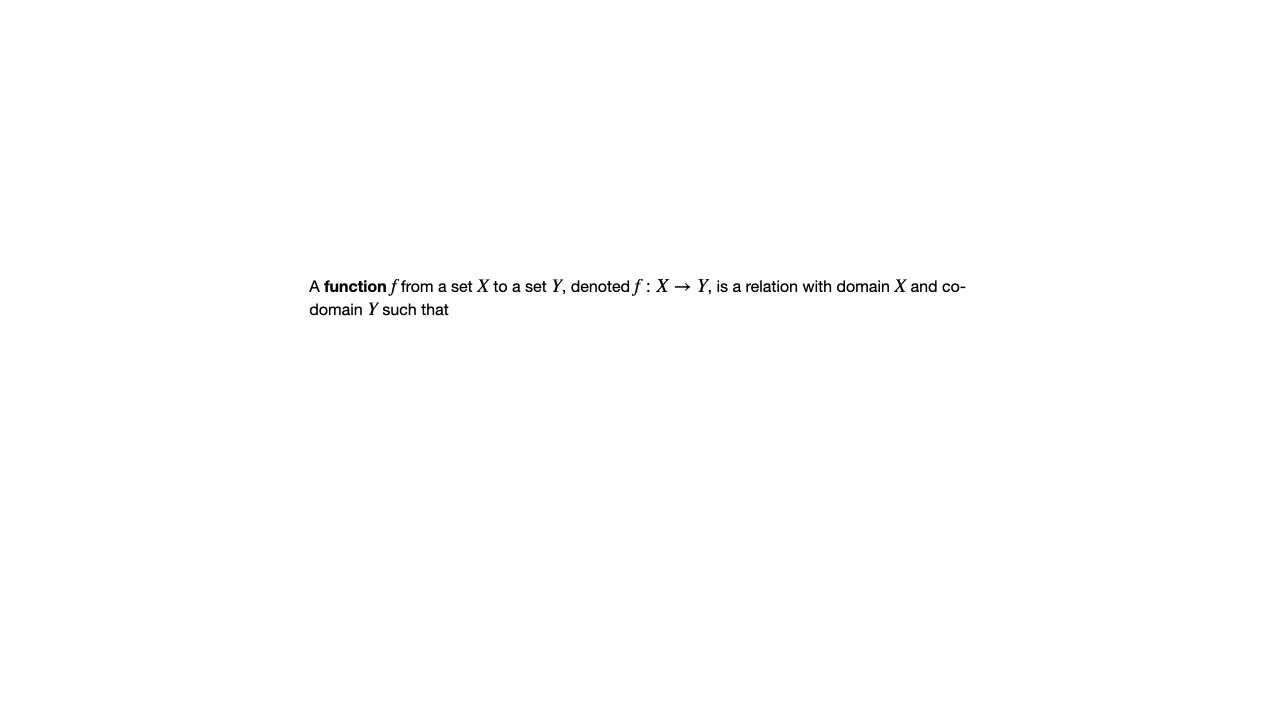 A function f from a set X to a set Y, denoted f : X → Y, is a relation with domain X and co-
domain Y such that